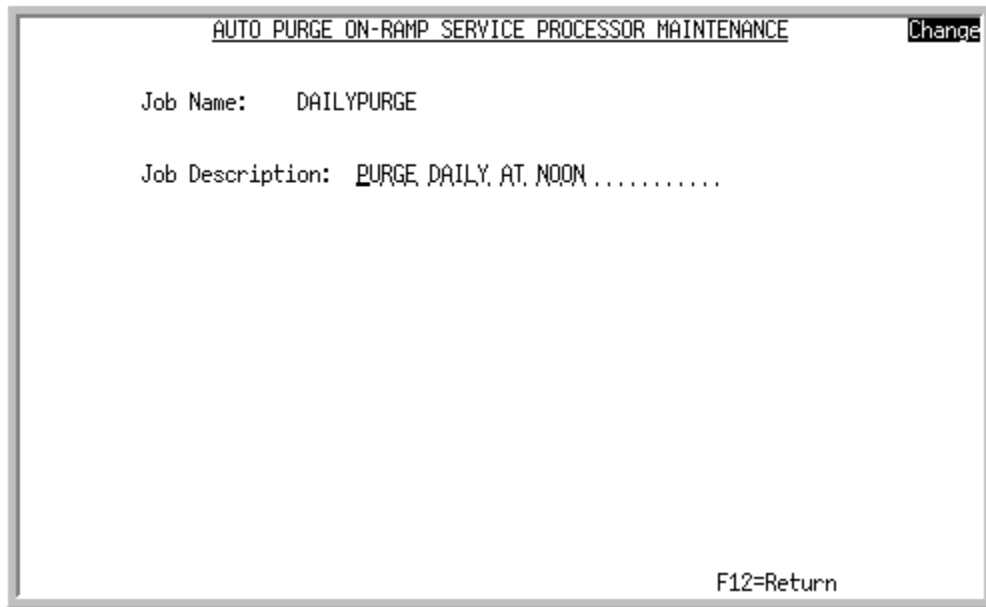 AUTO PURGE ON-RAMP SERVICE PROCESSOR MAINTENANCE Change
Job Name: DAILYPURGE
Job Description: PURGE DAILY AT NOON...........
F12=Return